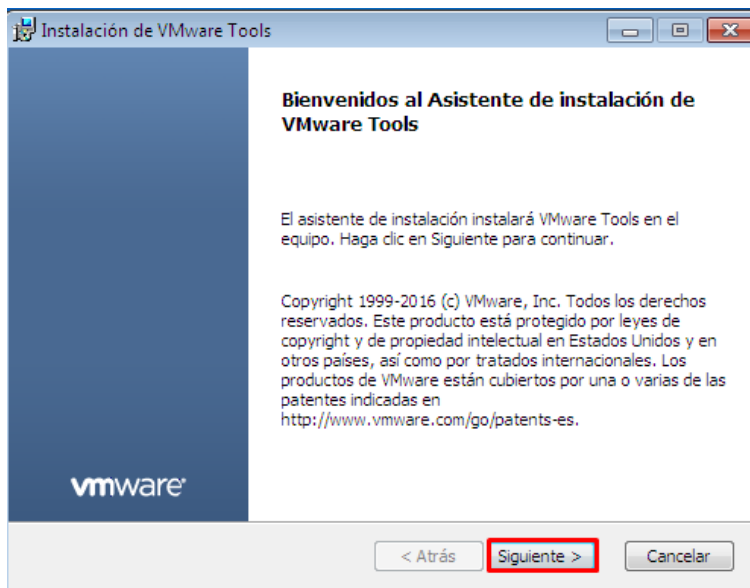 Instalación de VMware Tools
Bienvenidos al Asistente de instalación de
VMware Tools
El asistente de instalación instalará VMware Tools en el
equipo. Haga clic en Siguiente para continuar.
Copyright 1999-2016 (c) VMware, Inc. Todos los derechos
reservados. Este producto está protegido por leyes de
copyright y de propiedad intelectual en Estados Unidos y en
otros países, así como por tratados internacionales. Los
productos de VMware están cubiertos por una o varias de las
patentes indicadas en
http://www.vmware.com/go/patents-es.
vmware
< Atrás
Siguiente >
Cancelar